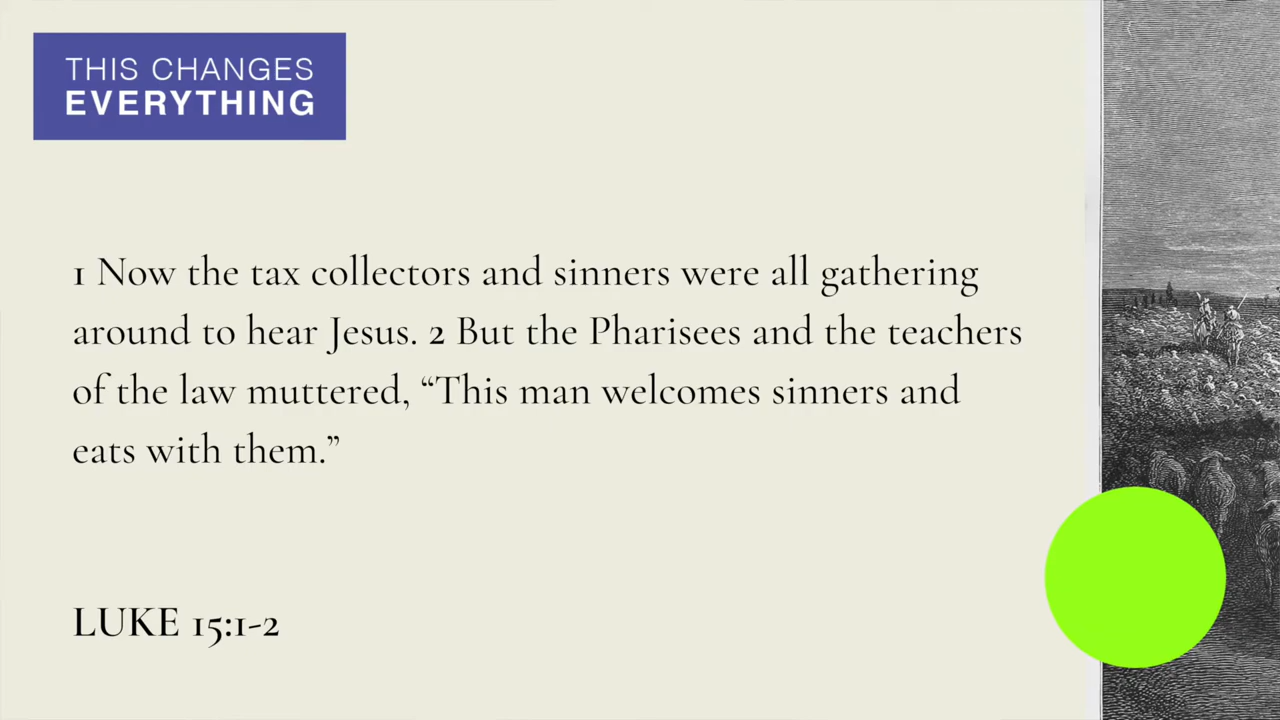 THIS CHANGES
EVERYTHING
1 Now the tax collectors and sinners were all gathering
around to hear Jesus. 2 But the Pharisees and the teachers
of the law muttered, “This man welcomes sinners and
eats with them.”
LUKE 15:1-2